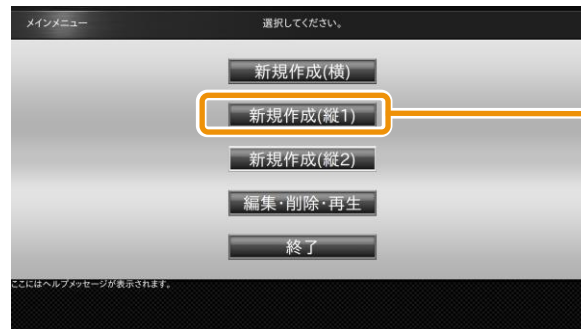 メインメニュー
選択してください。
新規作成(横)
新規作成(縦1)
新規作成(縦2)
編集・削除・再生
終了
ここにはヘルプメッセージが表示されます。